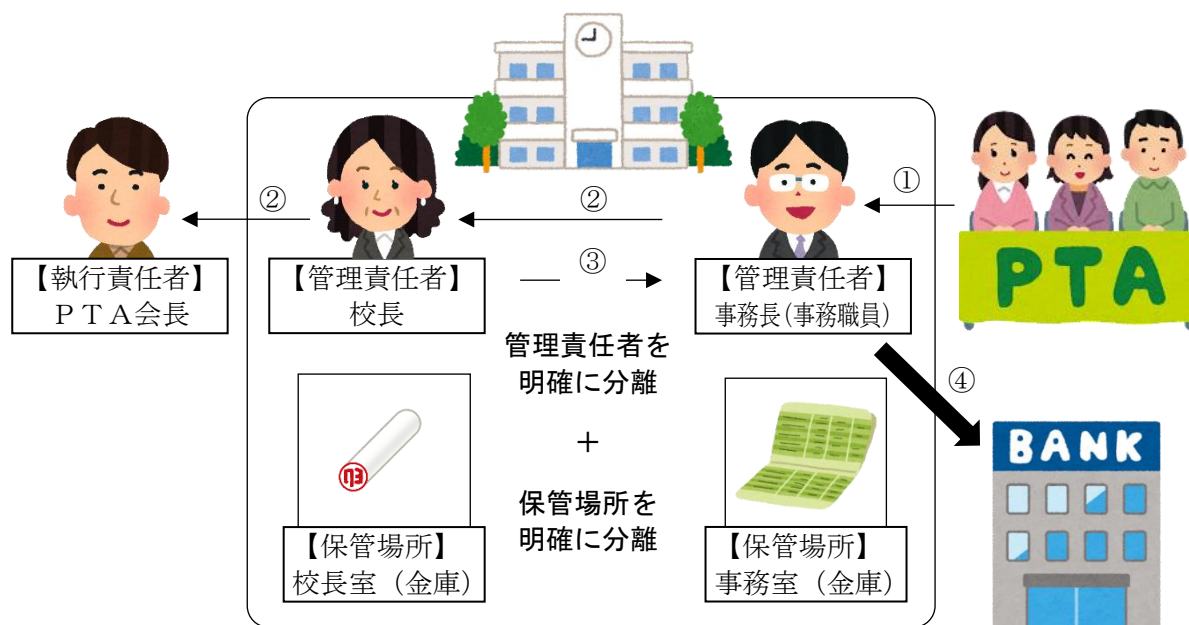 ①
②
②
③
【執行責任者】
ＰＴＡ会長
【管理責任者】
校長
【管理責任者】
事務長(事務職員)
PTA
管理責任者を
明確に分離
＋
保管場所を
明確に分離
④
BANK
印
【保管場所】
校長室（金庫）
【保管場所】
事務室（金庫）